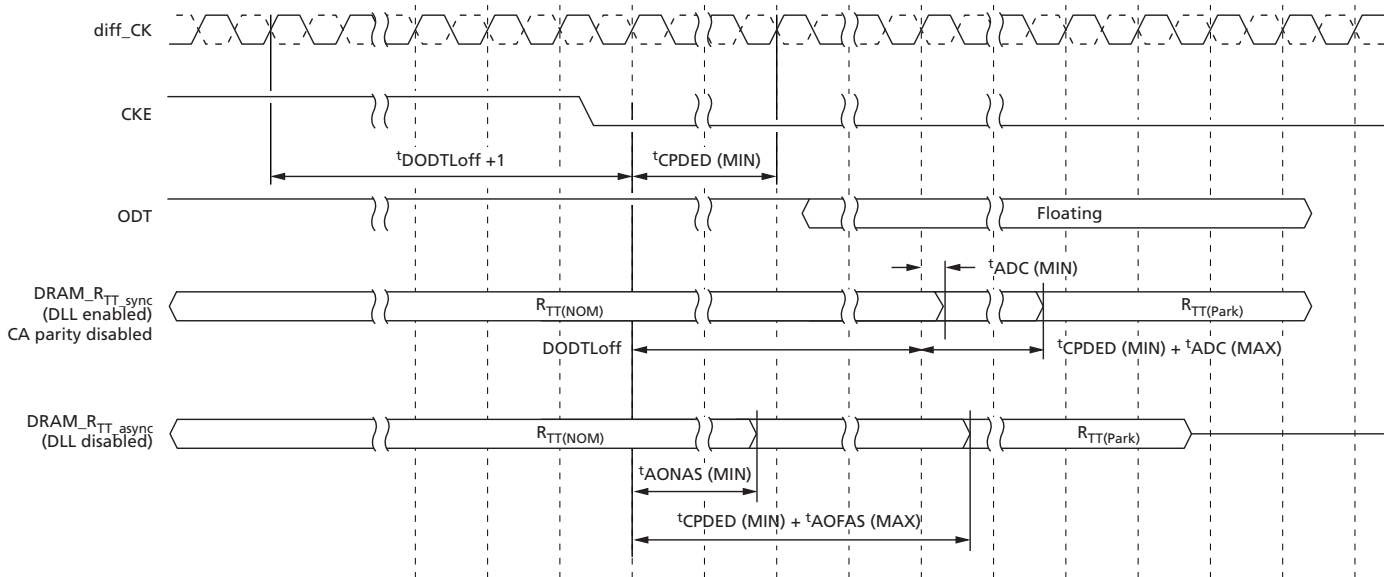 diff_CK
CKE
tDODTLoff +1
tCPDED (MIN)
ODT
Floating
tADC (MIN)
DRAM_RTT_sync
(DLL enabled)
CA parity disabled
RTT(NOM)
RTT(Park)
DODTLoff
tCPDED (MIN) + tADC (MAX)
DRAM_RTT_async
(DLL disabled)
RTT(NOM)
RTT(Park)
tAONAS (MIN)
tCPDED (MIN) + tAOFAS (MAX)